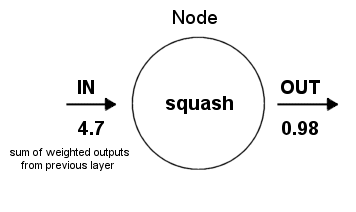 Node
IN
OUT
squash
4.7
0.98
sum of weighted outputs
from previous layer